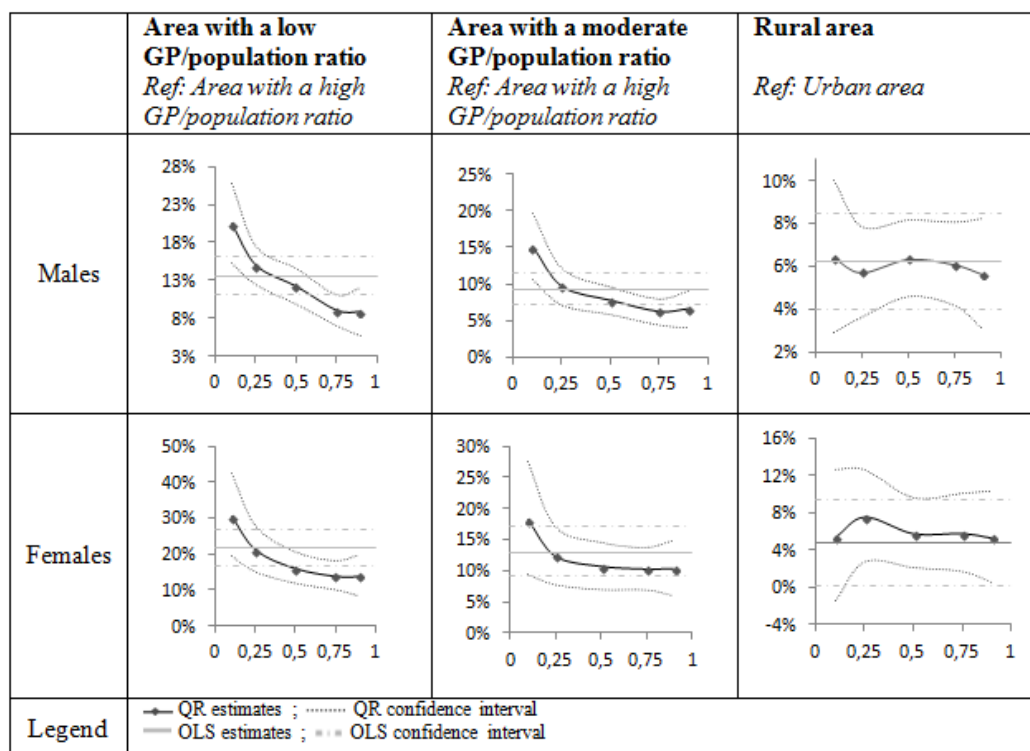 Area with a low
GP/population ratio
Ref: Area with a high
GP/population ratio
Area with a moderate
GP/population ratio
Ref: Area with a high
GP/population ratio
Rural area
Ref: Urban area
Males
28%
23%
18%
13%
8%
3%
0 0,25 0,5 0,75 1
25%
20%
15%
10%
5%
0%
0 0,25 0,5 0,75 1
10%
8%
6%
4%
2%
0 0,25 0,5 0,75 1
Females
50%
40%
30%
20%
10%
0%
0 0,25 0,5 0,75 1
30%
25%
20%
15%
10%
5%
0%
0 0,25 0,5 0,75 1
16%
12%
8%
4%
0%
-4%
0 0,25 0,5 0,75 1
Legend
QR estimates ; QR confidence interval
OLS estimates ; OLS confidence interval